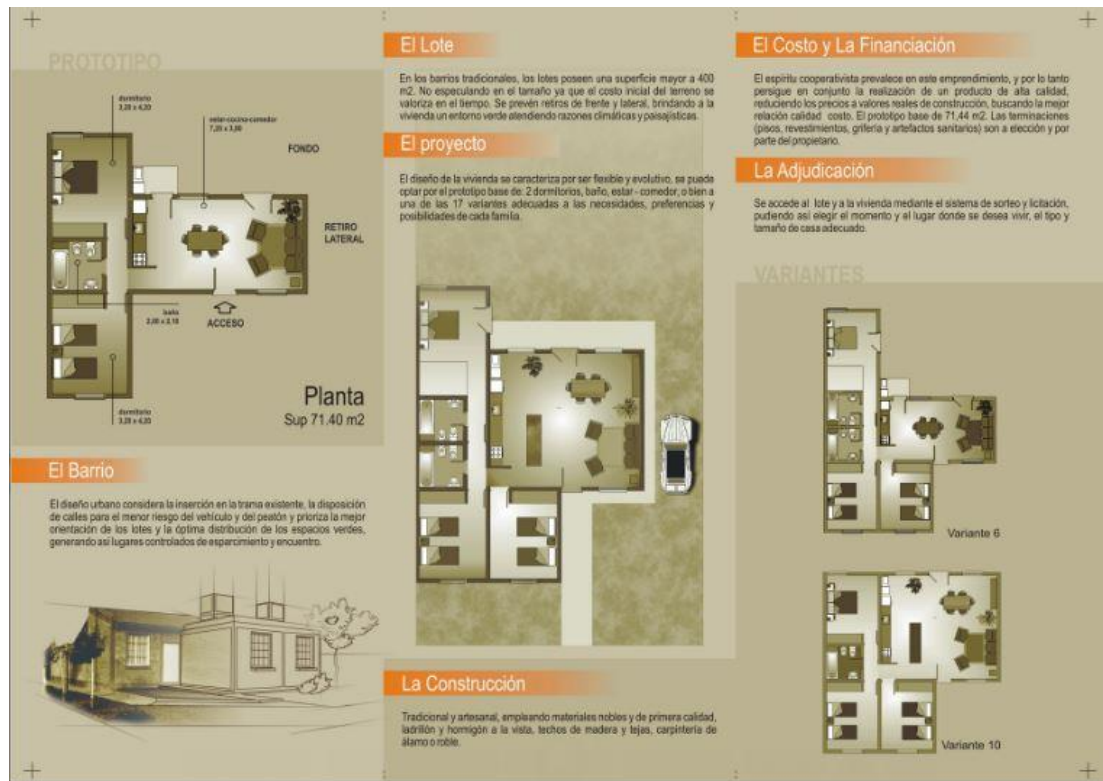 PROTOTIPO
dormitorio
3,20 x 4,20
estar-cocina-comedor
7,20 x 3,80
FONDO
RETIRO
LATERAL
baño
2,00 x 2,10
ACCESO
dormitorio
3,20 x 4,20
Planta
Sup 71.40 m2
El Barrio
El diseño urbano considera la inserción en la trama existente, la disposición
de calles para el menor riesgo del vehículo y del peatón y prioriza la mejor
orientación de los lotes y la óptima distribución de los espacios verdes,
generando así lugares controlados de esparcimiento y encuentro.
El Lote
En los barrios tradicionales, los lotes poseen una superficie mayor a 400
m2. No especulando en el tamaño ya que el costo inicial del terreno se
valoriza en el tiempo. Se prevén retiros de frente y lateral, brindando a la
vivienda un entorno verde atendiendo razones climáticas y paisajísticas.
El proyecto
El diseño de la vivienda se caracteriza por ser flexible y evolutivo, se puede
optar por el prototipo base de: 2 dormitorios, baño, estar - comedor, o bien a
una de las 17 variantes adecuadas a las necesidades, preferencias y
posibilidades de cada familia.
La Construcción
Tradicional y artesanal, empleando materiales nobles y de primera calidad,
ladrillón y hormigón a la vista, techos de madera y tejas, carpintería de
álamo o roble.
El Costo y La Financiación
El espíritu cooperativista prevalece en este emprendimiento, y por lo tanto
persigue en conjunto la realización de un producto de alta calidad,
reduciendo los precios a valores reales de construcción, buscando la mejor
relación calidad costo. El prototipo base de 71,44 m2. Las terminaciones
(pisos, revestimientos, grifería y artefactos sanitarios) son a elección y por
parte del propietario.
La Adjudicación
Se accede al lote y a la vivienda mediante el sistema de sorteo y licitación,
pudiendo así elegir el momento y el lugar donde se desea vivir, el tipo y
tamaño de casa adecuado.
VARIANTES
Variante 6
Variante 10